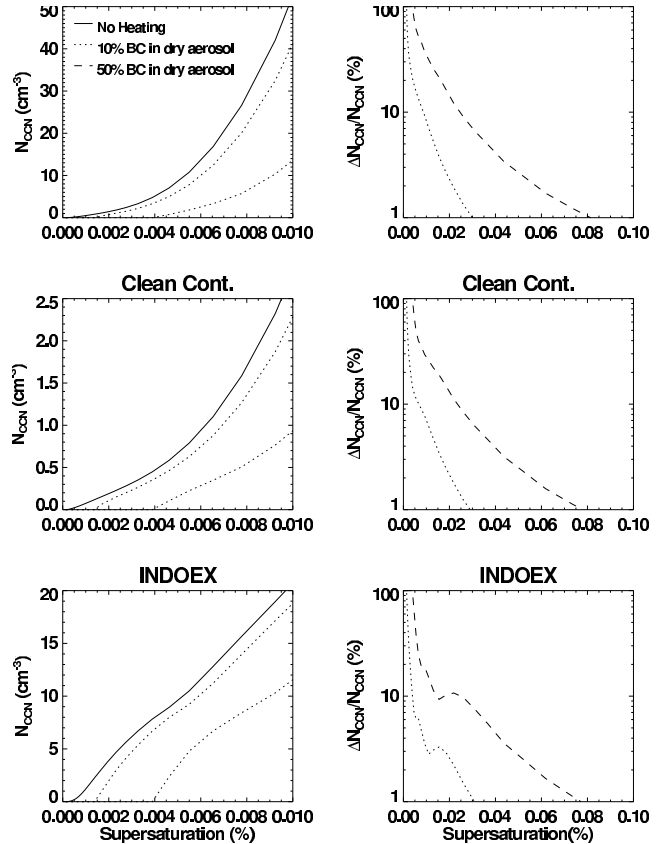 50
40
30
20
10
0
N_CCN (cm⁻³)
No Heating
10% BC in dry aerosol
50% BC in dry aerosol
0.000 0.002 0.004 0.006 0.008 0.010
100
10
1
ΔN_CCN/N_CCN (%)
0.00 0.02 0.04 0.06 0.08 0.10
Clean Cont.
2.5
2.0
1.5
1.0
0.5
0.0
N_CCN (cm⁻³)
0.000 0.002 0.004 0.006 0.008 0.010
Clean Cont.
100
10
1
ΔN_CCN/N_CCN (%)
0.00 0.02 0.04 0.06 0.08 0.10
INDOEX
20
15
10
5
0
N_CCN (cm⁻³)
0.000 0.002 0.004 0.006 0.008 0.010
Supersaturation (%)
INDOEX
100
10
1
ΔN_CCN/N_CCN (%)
0.00 0.02 0.04 0.06 0.08 0.10
Supersaturation(%)